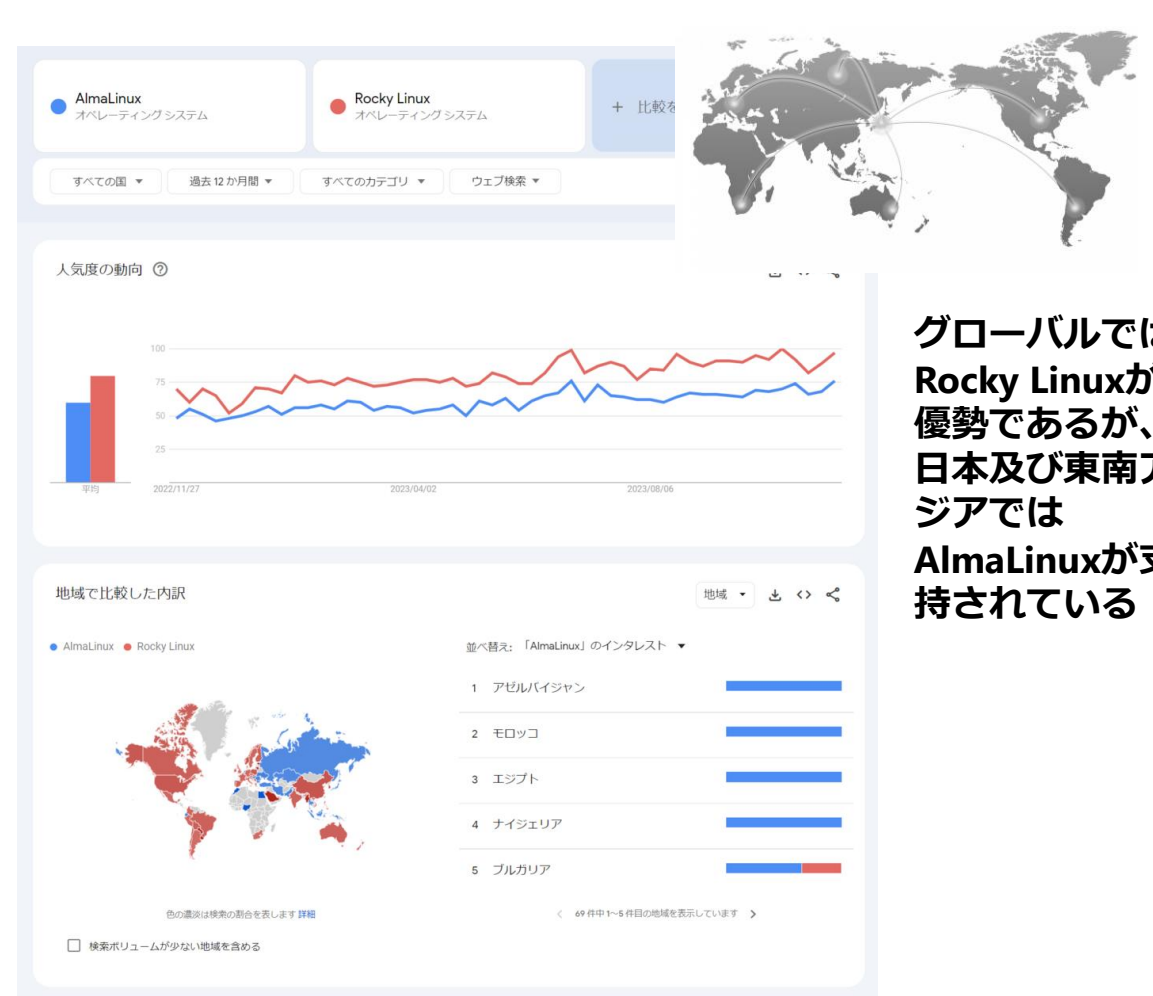 AlmaLinux
オペレーティング システム
Rocky Linux
オペレーティング システム
+ 比較を
すべての国
過去 12 か月間
すべてのカテゴリ
ウェブ検索
人気度の動向
100
75
50
25
平均
2022/11/27
2023/04/02
2023/08/06
グローバルでは
Rocky Linuxが
優勢であるが、
日本及び東南ア
ジアでは
AlmaLinuxが支
持されている
地域で比較した内訳
地域
AlmaLinux Rocky Linux
並べ替え: 「AlmaLinux」のインタレスト
1 アゼルバイジャン
2 モロッコ
3 エジプト
4 ナイジェリア
5 ブルガリア
色の濃淡は検索の割合を表します 詳細
69 件中 1~5 件目の地域を表示しています
検索ボリュームが少ない地域を含める